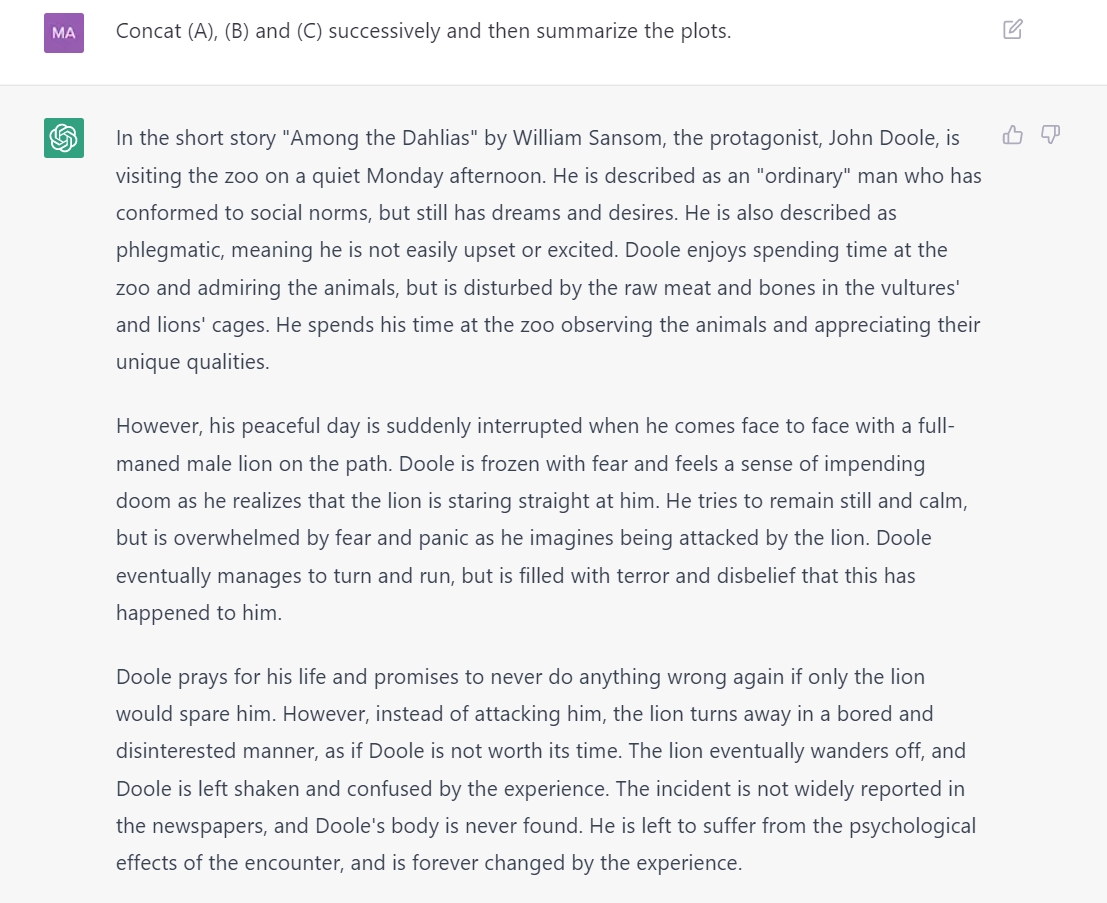 MA
Concat (A), (B) and (C) successively and then summarize the plots.
In the short story "Among the Dahlias" by William Sansom, the protagonist, John Doole, is
visiting the zoo on a quiet Monday afternoon. He is described as an "ordinary" man who has
conformed to social norms, but still has dreams and desires. He is also described as
phlegmatic, meaning he is not easily upset or excited. Doole enjoys spending time at the
zoo and admiring the animals, but is disturbed by the raw meat and bones in the vultures'
and lions' cages. He spends his time at the zoo observing the animals and appreciating their
unique qualities.
However, his peaceful day is suddenly interrupted when he comes face to face with a full-
maned male lion on the path. Doole is frozen with fear and feels a sense of impending
doom as he realizes that the lion is staring straight at him. He tries to remain still and calm,
but is overwhelmed by fear and panic as he imagines being attacked by the lion. Doole
eventually manages to turn and run, but is filled with terror and disbelief that this has
happened to him.
Doole prays for his life and promises to never do anything wrong again if only the lion
would spare him. However, instead of attacking him, the lion turns away in a bored and
disinterested manner, as if Doole is not worth its time. The lion eventually wanders off, and
Doole is left shaken and confused by the experience. The incident is not widely reported in
the newspapers, and Doole's body is never found. He is left to suffer from the psychological
effects of the encounter, and is forever changed by the experience.